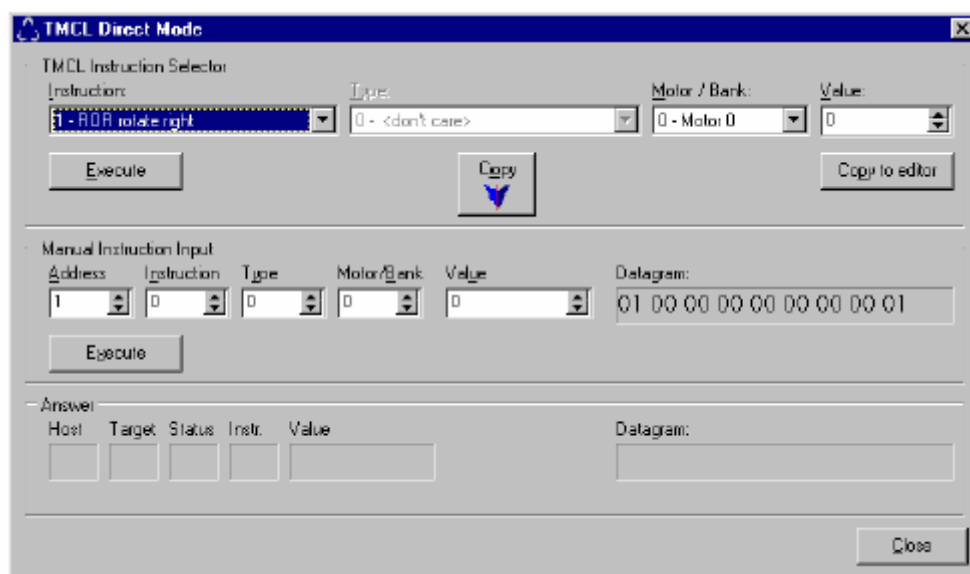 TMCL Direct Mode
TMCL Instruction Selector
Instruction: Type: Motor / Bank: Value:
1 - ROR rotate right 0 - <don't care> 0 - Motor 0 0
Execute Copy Copy to editor
Manual Instruction Input
Address Instruction Type Motor/Bank Value Datagram:
1 0 0 0 0 01 00 00 00 00 00 00 00 01
Execute
Answer
Host Target Status Instr. Value Datagram:
Close